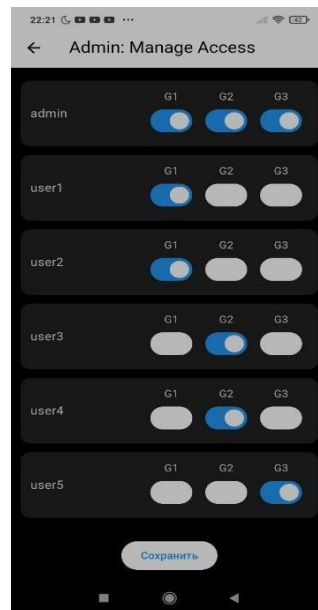 22:21 ... 42
Admin: Manage Access
G1 G2 G3
admin
G1 G2 G3
user1
G1 G2 G3
user2
G1 G2 G3
user3
G1 G2 G3
user4
G1 G2 G3
user5
Сохранить